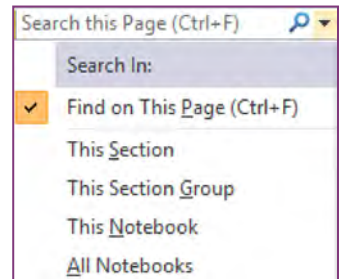 Search this Page (Ctrl+F)
Search In:
Find on This Page (Ctrl+F)
This Section
This Section Group
This Notebook
All Notebooks